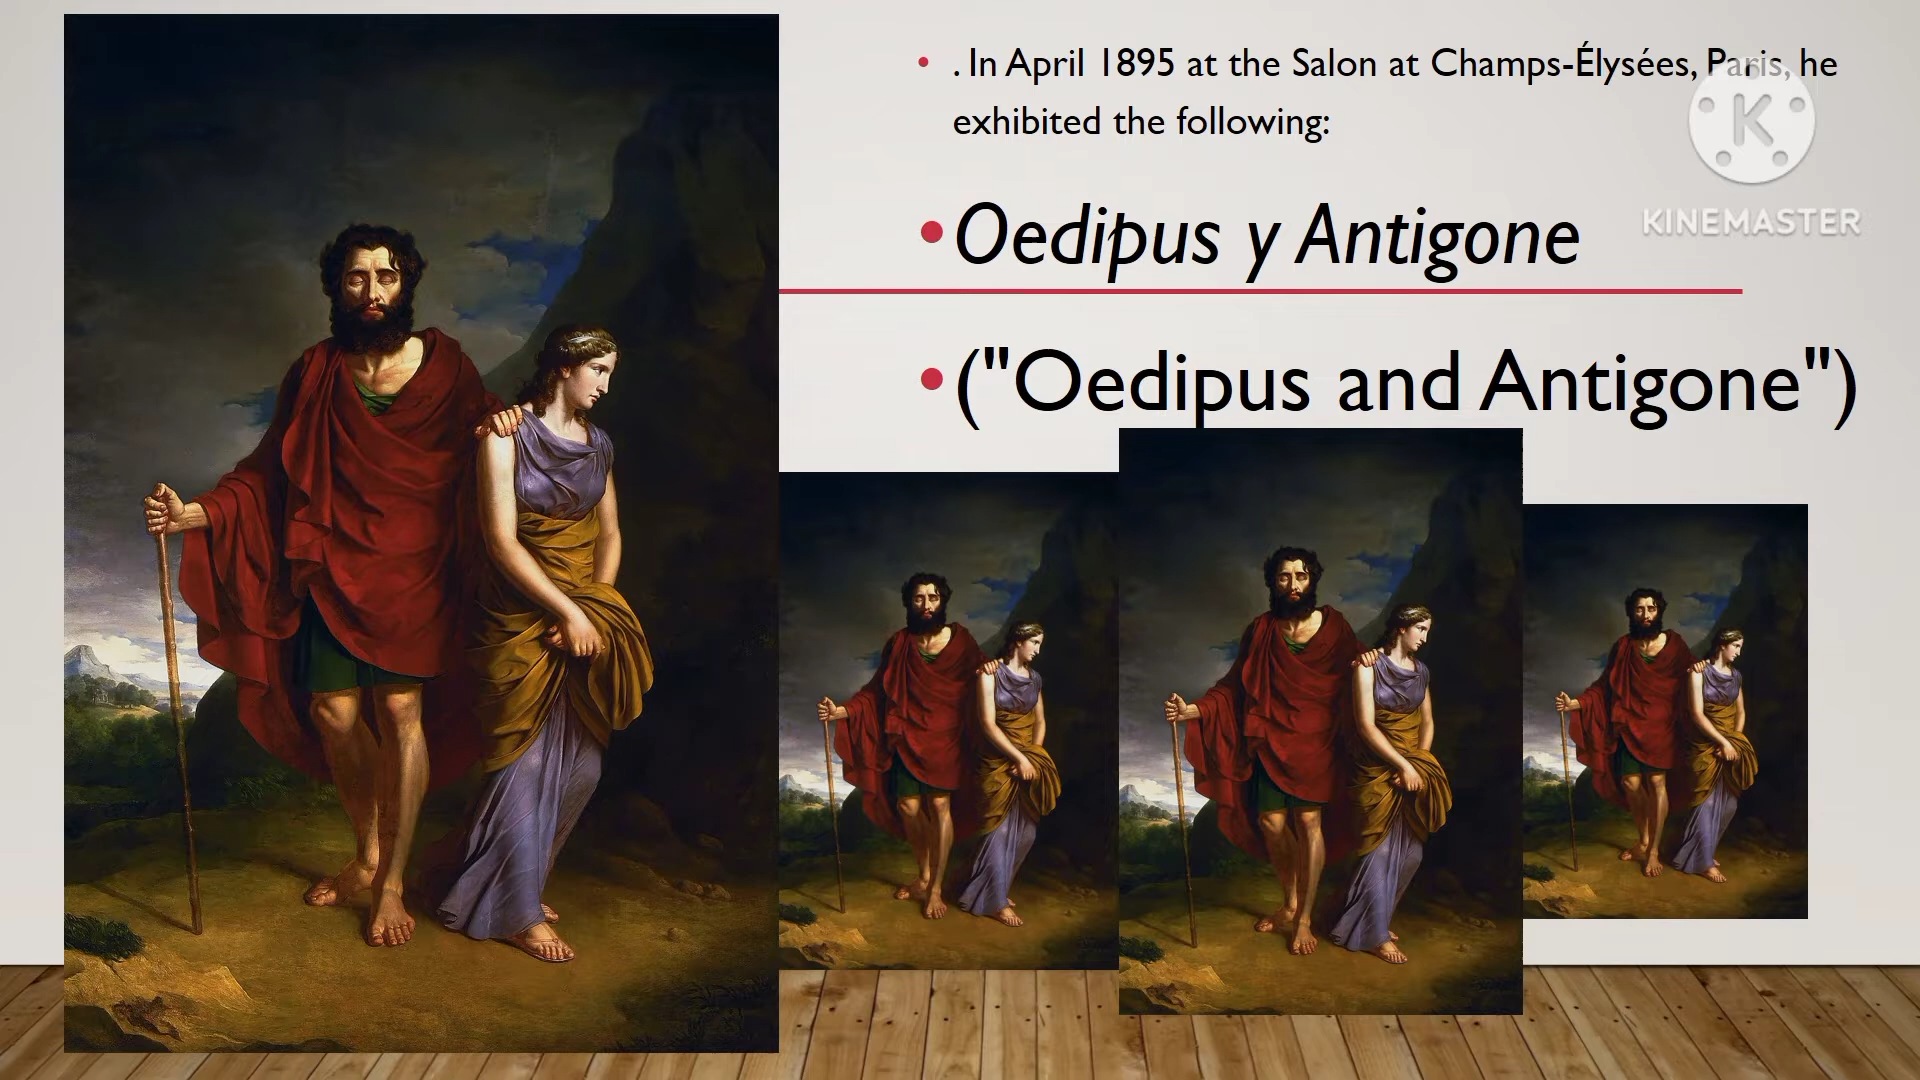 . In April 1895 at the Salon at Champs-Élysées, Paris, he
exhibited the following:
Oedipus y Antigone
("Oedipus and Antigone")
K
KINEMASTER